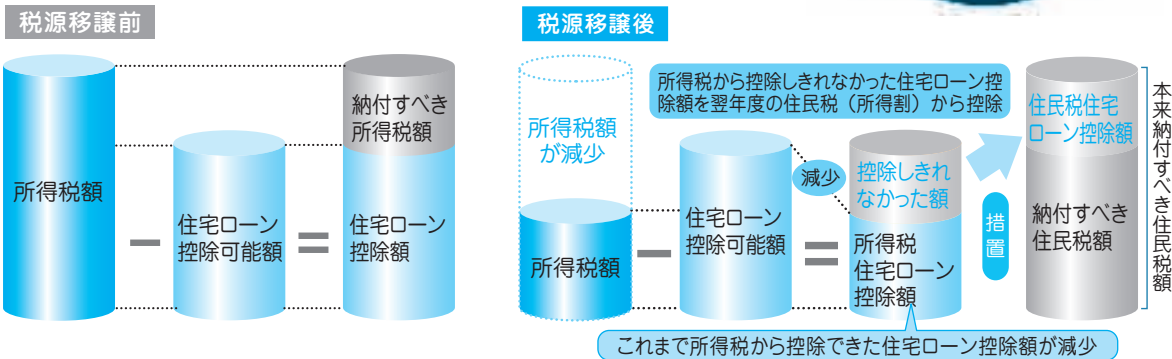 税源移譲前
所得税額
住宅ローン
控除可能額
納付すべき
所得税額
住宅ローン
控除額
税源移譲後
所得税額
が減少
所得税額
所得税から控除しきれなかった住宅ローン控
除額を翌年度の住民税（所得割）から控除
住宅ローン
控除可能額
減少
控除しきれ
なかった額
所得税
住宅ローン
控除額
措置
住民税住宅
ローン控除額
納付すべき
住民税額
本来納付すべき住民税額
これまで所得税から控除できた住宅ローン控除額が減少